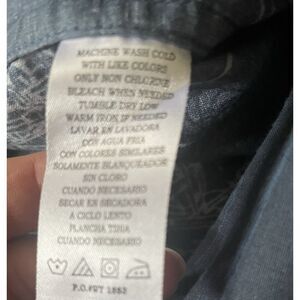 MACHINE WASH COLD
WITH LIKE COLORS
ONLY NON CHLORINE
BLEACH WHEN NEEDED
TUMBLE DRY LOW
WARM IRON IF NEEDED
LAVAR EN LAVADORA
CON AGUA FRIA
CON COLORES SIMILARES
SOLAMENTE BLANQUEADOR
SIN CLORO
CUANDO NECESARIO
SECAR EN SECADORA
A CICLO LENTO
PLANCHA TIBIA
CUANDO NECESARIO
P.O.#WT 1553